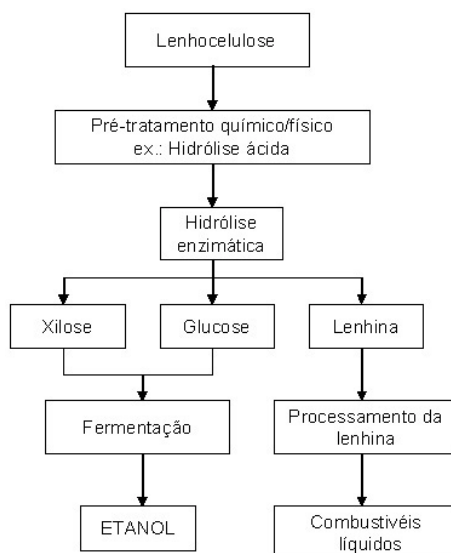 Lenhocelulose
Pré-tratamento químico/físico
ex.: Hidrólise ácida
Hidrólise
enzimática
Xilose
Glucose
Lenhina
Fermentação
Processamento da
lenhina
ETANOL
Combustivéis
líquidos